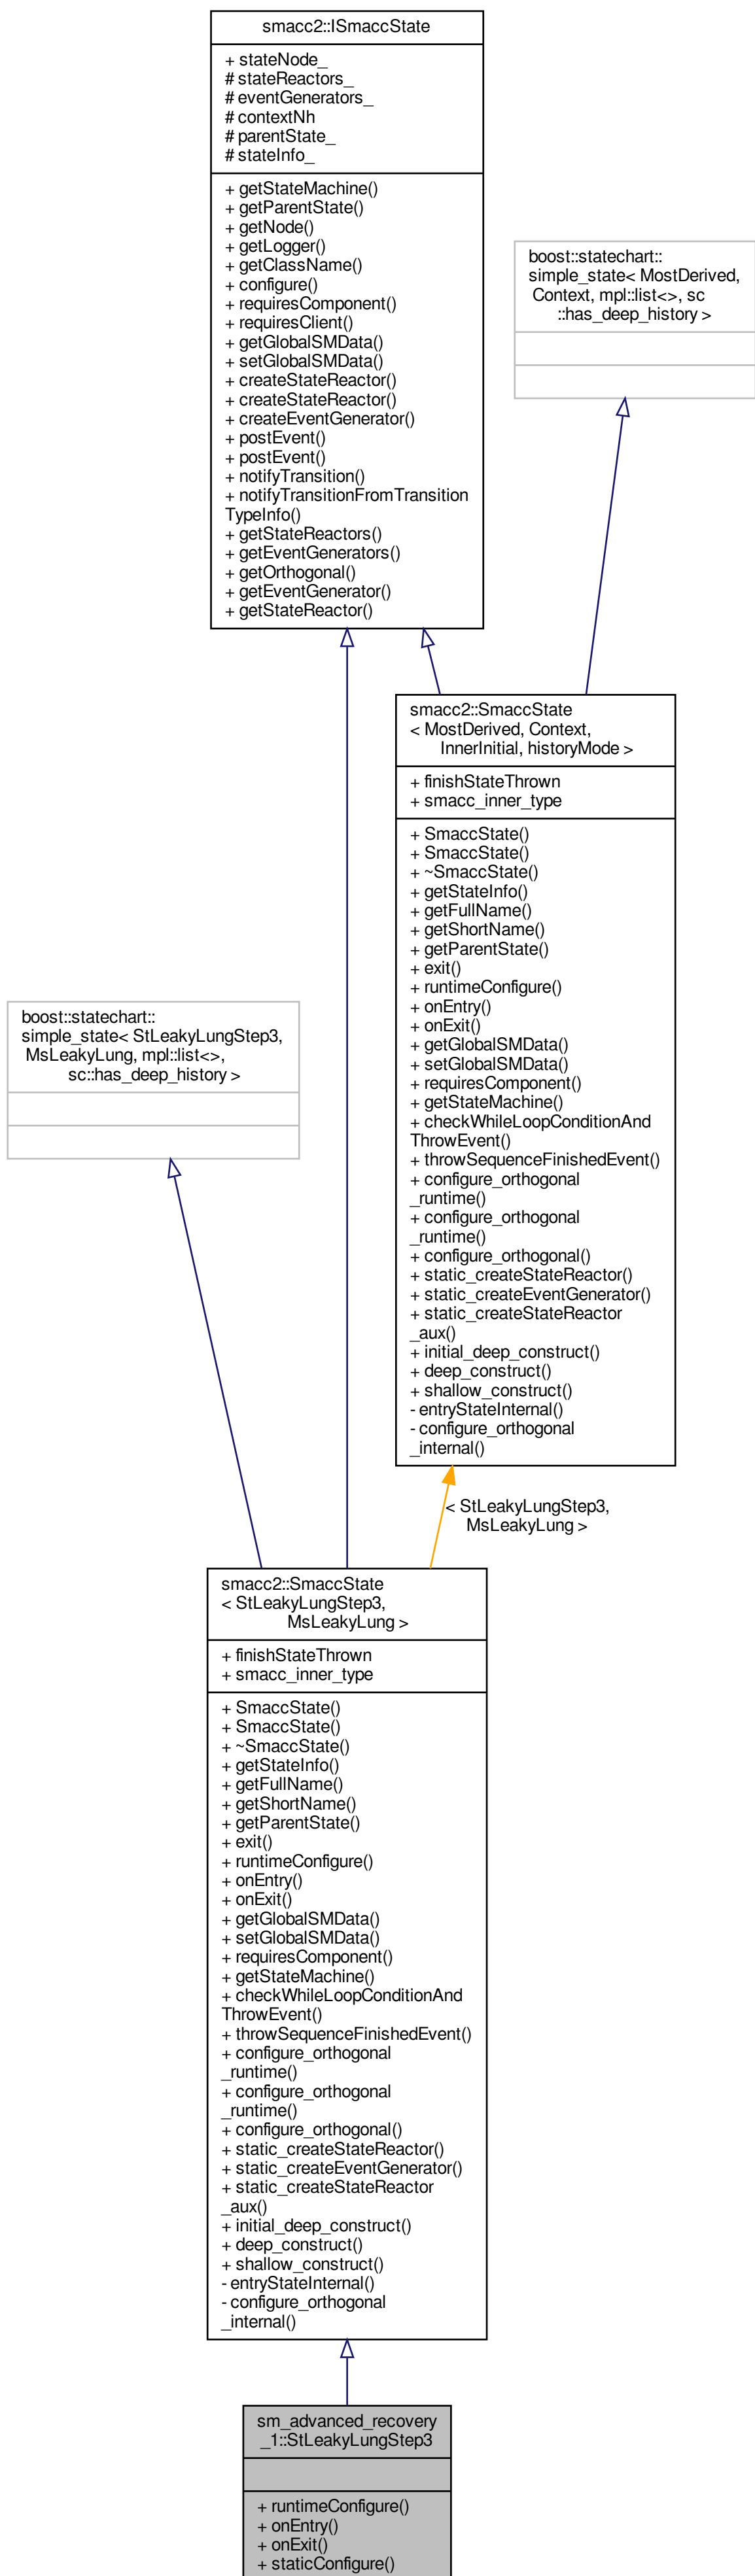 smacc2::ISmaccState
+ stateNode_
# stateReactors_
# eventGenerators_
# contextNh
# parentState_
# stateInfo_
+ getStateMachine()
+ getParentState()
+ getNode()
+ getLogger()
+ getClassName()
+ configure()
+ requiresComponent()
+ requiresClient()
+ getGlobalSMData()
+ setGlobalSMData()
+ createStateReactor()
+ createStateReactor()
+ createEventGenerator()
+ postEvent()
+ postEvent()
+ notifyTransition()
+ notifyTransitionFromTransition
TypeInfo()
+ getStateReactors()
+ getEventGenerators()
+ getOrthogonal()
+ getEventGenerator()
+ getStateReactor()
boost::statechart::
simple_state< MostDerived,
Context, mpl::list<>, sc
::has_deep_history >
smacc2::SmaccState
< MostDerived, Context,
InnerInitial, historyMode >
+ finishStateThrown
+ smacc_inner_type
+ SmaccState()
+ SmaccState()
+ ~SmaccState()
+ getStateInfo()
+ getFullName()
+ getShortName()
+ getParentState()
+ exit()
+ runtimeConfigure()
+ onEntry()
+ onExit()
+ getGlobalSMData()
+ setGlobalSMData()
+ requiresComponent()
+ getStateMachine()
+ checkWhileLoopConditionAnd
ThrowEvent()
+ throwSequenceFinishedEvent()
+ configure_orthogonal
_runtime()
+ configure_orthogonal
_runtime()
+ configure_orthogonal()
+ static_createStateReactor()
+ static_createEventGenerator()
+ static_createStateReactor
_aux()
+ initial_deep_construct()
+ deep_construct()
+ shallow_construct()
- entryStateInternal()
- configure_orthogonal
_internal()
boost::statechart::
simple_state< StLeakyLungStep3,
MsLeakyLung, mpl::list<>,
sc::has_deep_history >
< StLeakyLungStep3,
MsLeakyLung >
smacc2::SmaccState
< StLeakyLungStep3,
MsLeakyLung >
+ finishStateThrown
+ smacc_inner_type
+ SmaccState()
+ SmaccState()
+ ~SmaccState()
+ getStateInfo()
+ getFullName()
+ getShortName()
+ getParentState()
+ exit()
+ runtimeConfigure()
+ onEntry()
+ onExit()
+ getGlobalSMData()
+ setGlobalSMData()
+ requiresComponent()
+ getStateMachine()
+ checkWhileLoopConditionAnd
ThrowEvent()
+ throwSequenceFinishedEvent()
+ configure_orthogonal
_runtime()
+ configure_orthogonal
_runtime()
+ configure_orthogonal()
+ static_createStateReactor()
+ static_createEventGenerator()
+ static_createStateReactor
_aux()
+ initial_deep_construct()
+ deep_construct()
+ shallow_construct()
- entryStateInternal()
- configure_orthogonal
_internal()
sm_advanced_recovery
_1::StLeakyLungStep3
+ runtimeConfigure()
+ onEntry()
+ onExit()
+ staticConfigure()